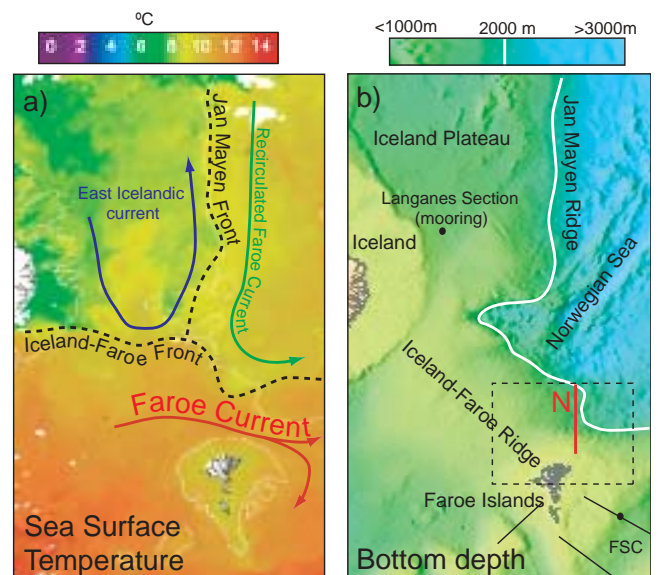 ºC
0 2 4 6 8 10 12 14
a)
Jan Mayen Front
Recirculated Faroe Current
East Icelandic
current
Iceland-Faroe Front
Faroe Current
Sea Surface
Temperature
<1000m 2000 m >3000m
b)
Iceland Plateau
Jan Mayen Ridge
Langanes Section
(mooring)
Iceland
Norwegian Sea
Iceland-Faroe Ridge
N
Faroe Islands
FSC
Bottom depth